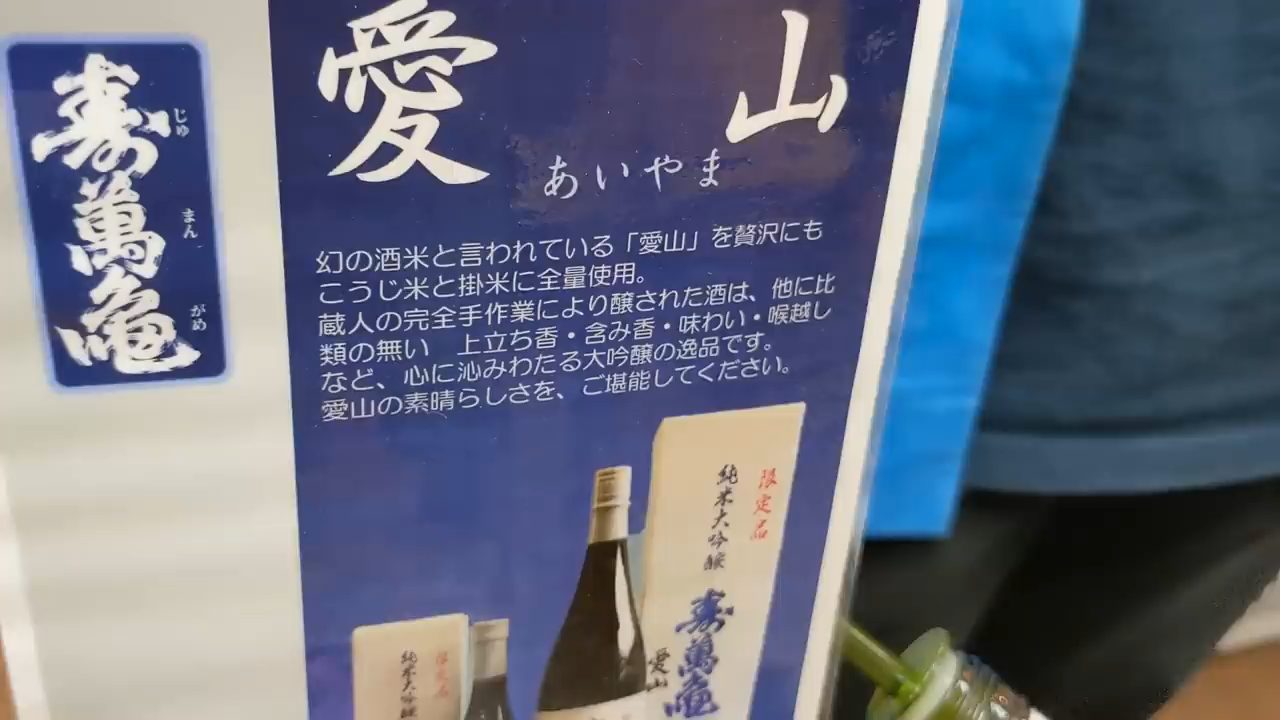 寿萬亀
じゅ
まん
がめ
愛山
あいやま
幻の酒米と言われている「愛山」を贅沢にも
こうじ米と掛米に全量使用。
蔵人の完全手作業により醸された酒は、他に比
類の無い　上立ち香・含み香・味わい・喉越し
など、心に沁みわたる大吟醸の逸品です。
愛山の素晴らしさを、ご堪能してください。
限定品
純米大吟醸
寿萬亀
愛山
限定品
純米大吟醸